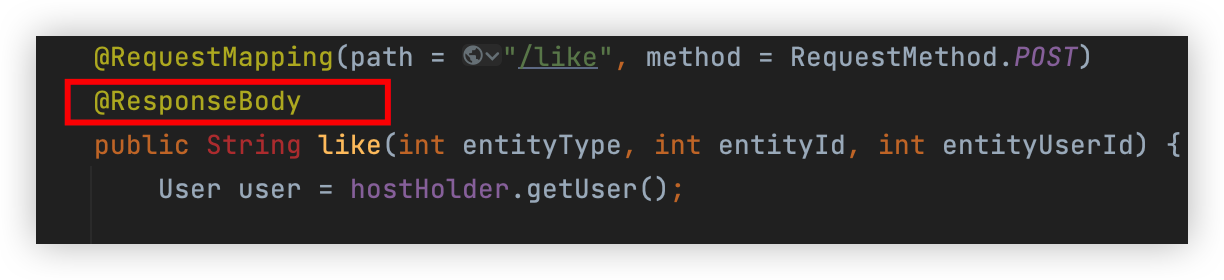 @RequestMapping(path = "/like", method = RequestMethod.POST)
@ResponseBody
public String like(int entityType, int entityId, int entityUserId) {
User user = hostHolder.getUser();